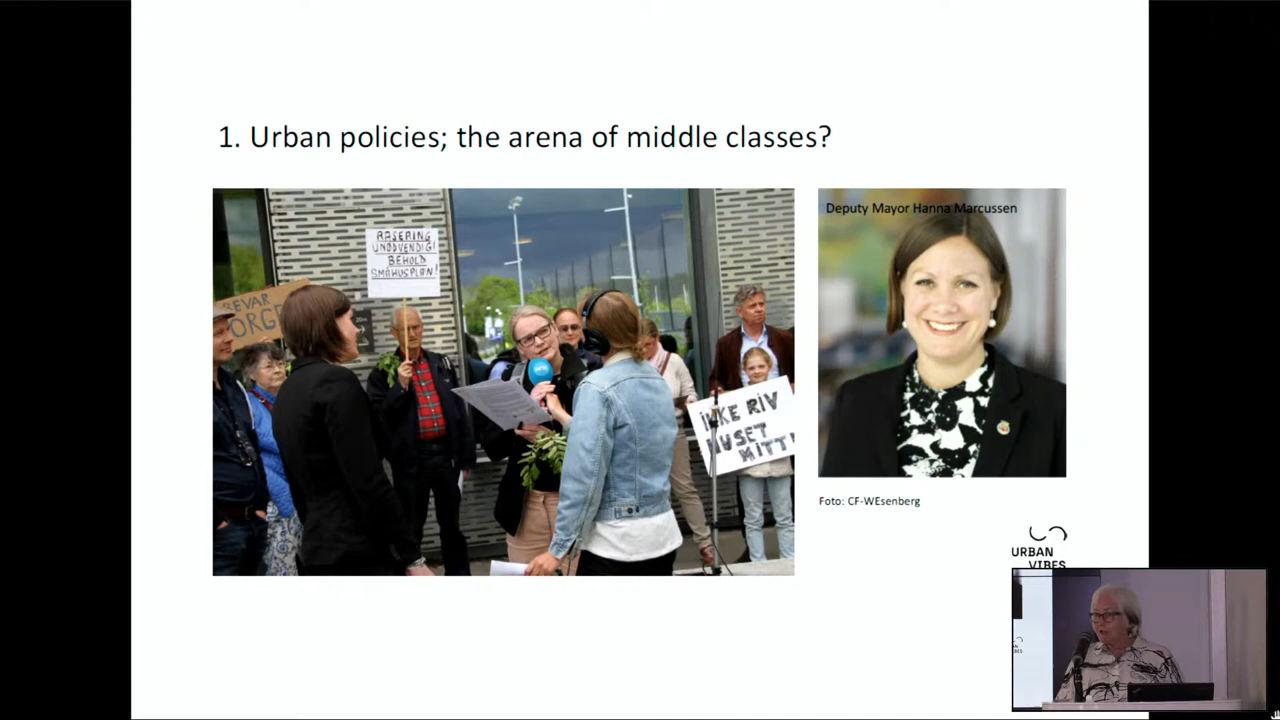 1. Urban policies; the arena of middle classes?
RASERING
UNØDVENDIG!
BEHOLD
SMÅHUSPLAN!
BEVAR
IKKE RIV
HUSET
MITT!
Deputy Mayor Hanna Marcussen
Foto: CF-WEsenberg
URBAN
VIBES